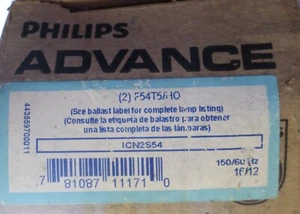 PHILIPS
ADVANCE
(2) F54T5/HO
(See ballast label for complete lamp listing)
(Consulte la etiqueta de balastro para obtener
una lista completa de las lámparas)
ICN2S54
443569700011
7 81087 11171 0
150/60 Hz